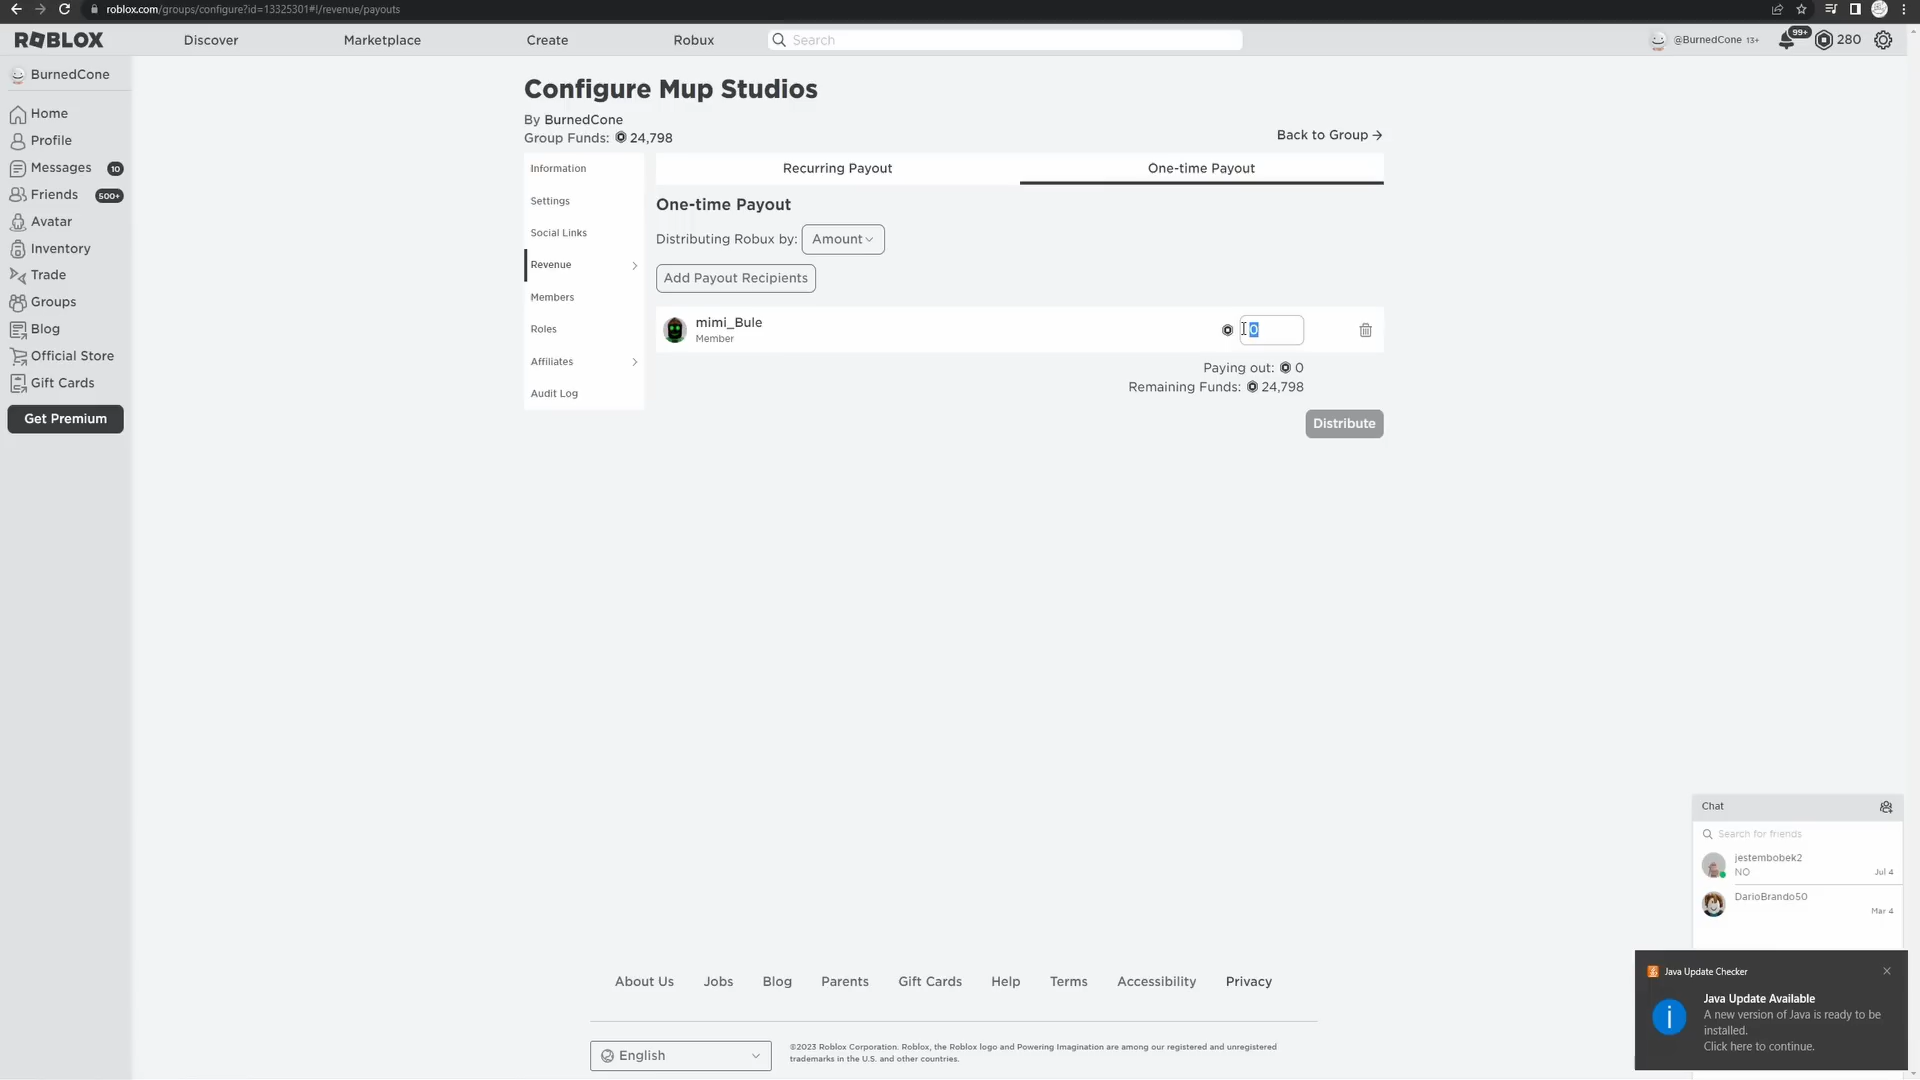 roblox.com/groups/configure?id=13325301#!/revenue/payouts
ROBLOX
Discover
Marketplace
Create
Robux
Search
@BurnedCone 13+
99+
280
BurnedCone
Home
Profile
Messages 10
Friends 500+
Avatar
Inventory
Trade
Groups
Blog
Official Store
Gift Cards
Get Premium
Configure Mup Studios
By BurnedCone
Group Funds: 24,798
Back to Group
Information
Settings
Social Links
Revenue
Members
Roles
Affiliates
Audit Log
Recurring Payout
One-time Payout
One-time Payout
Distributing Robux by: Amount
Add Payout Recipients
mimi_Bule
Member
0
Paying out: 0
Remaining Funds: 24,798
Distribute
Chat
Search for friends
jestembobek2
NO
Jul 4
DarioBrando50
Mar 4
Java Update Checker
Java Update Available
A new version of Java is ready to be
installed.
Click here to continue.
About Us
Jobs
Blog
Parents
Gift Cards
Help
Terms
Accessibility
Privacy
English
©2023 Roblox Corporation. Roblox, the Roblox logo and Powering Imagination are among our registered and unregistered
trademarks in the U.S. and other countries.